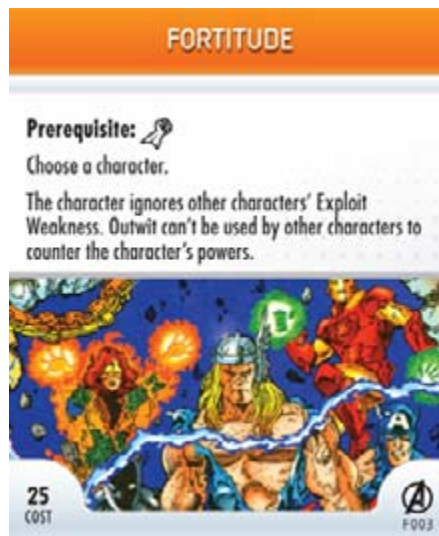 FORTITUDE
Prerequisite:
Choose a character.
The character ignores other characters' Exploit
Weakness. Outwit can't be used by other characters to
counter the character's powers.
25
COST
F003